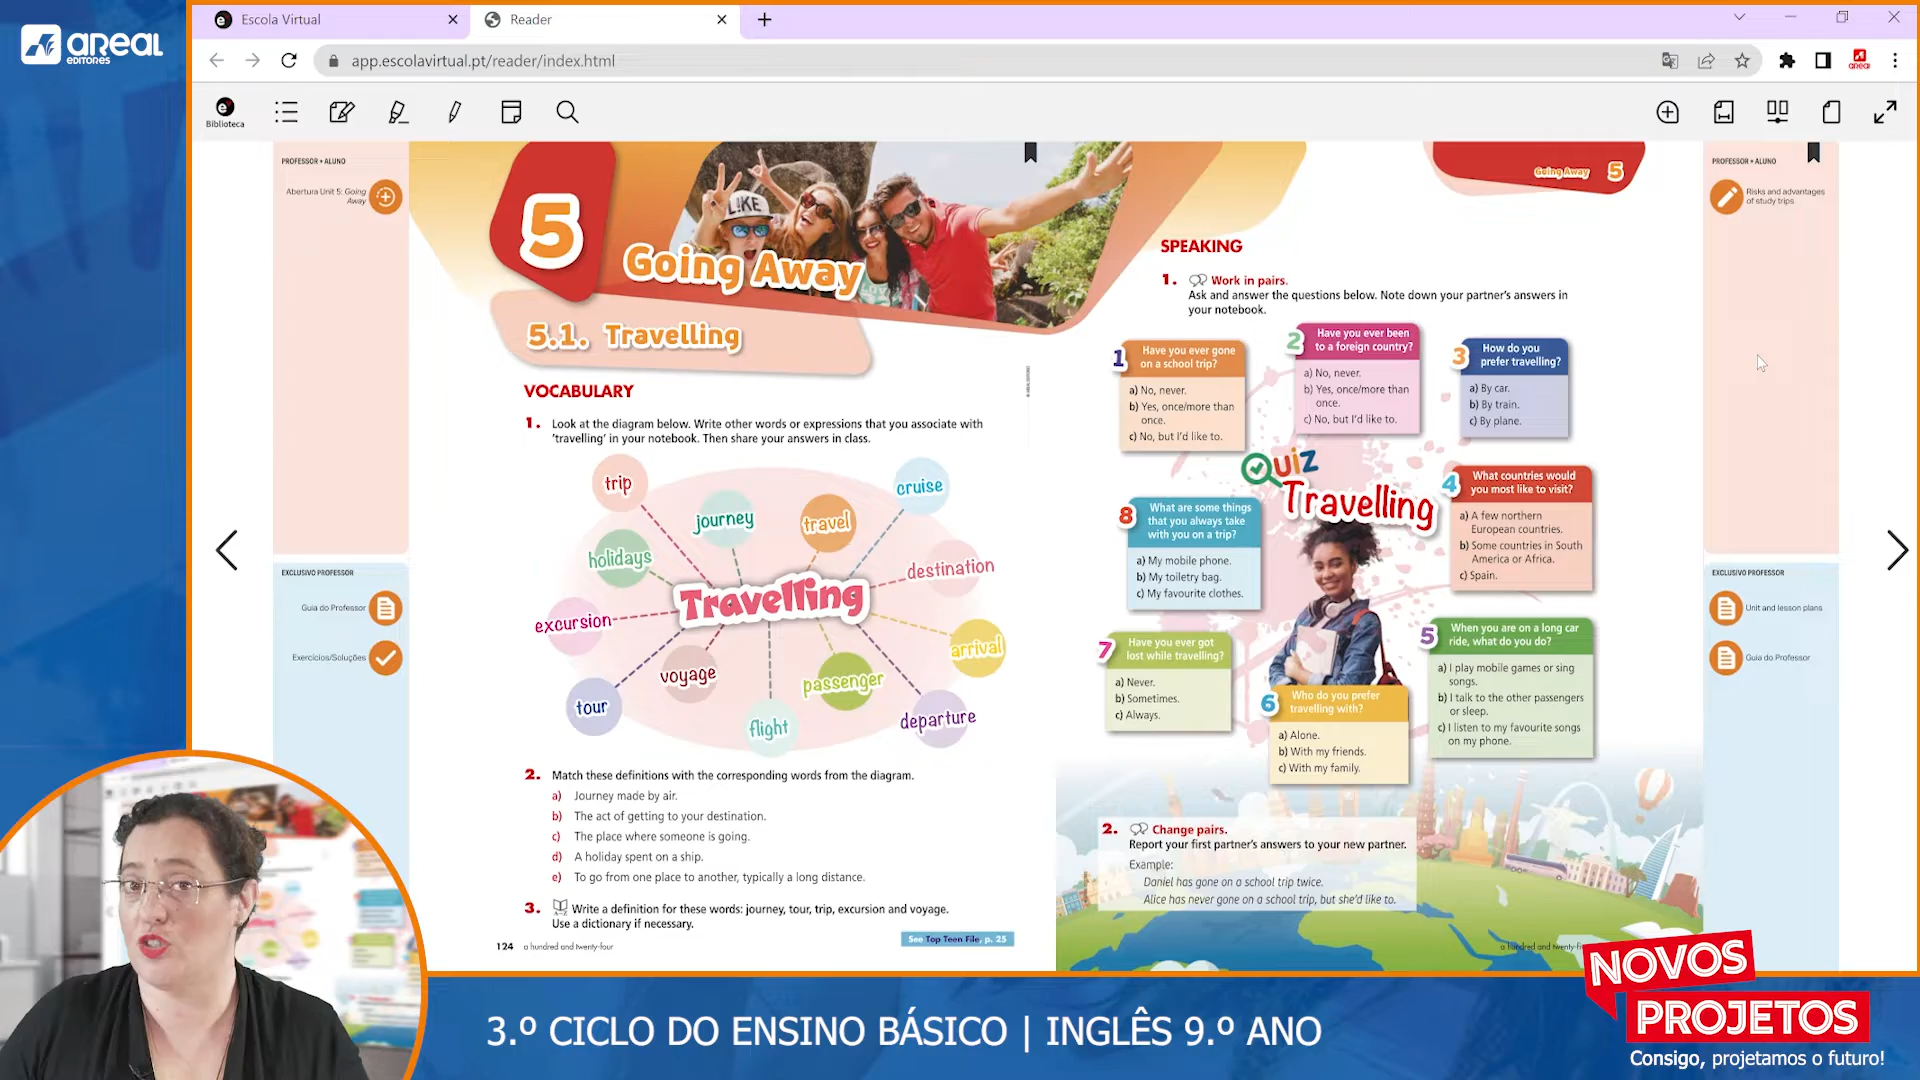 AREAL
EDITORES
Escola Virtual
Reader
app.escolavirtual.pt/reader/index.html
Biblioteca
PROFESSOR + ALUNO
Abertura Unit 5: Going
Away
EXCLUSIVO PROFESSOR
Guia do Professor
Exercícios/Soluções
5
LIKE
Going Away
5.1. Travelling
VOCABULARY
1. Look at the diagram below. Write other words or expressions that you associate with
'travelling' in your notebook. Then share your answers in class.
trip
journey
travel
cruise
holidays
destination
Travelling
excursion
arrival
voyage
passenger
tour
flight
departure
2. Match these definitions with the corresponding words from the diagram.
a) Journey made by air.
b) The act of getting to your destination.
c) The place where someone is going.
d) A holiday spent on a ship.
e) To go from one place to another, typically a long distance.
3. Write a definition for these words: journey, tour, trip, excursion and voyage.
Use a dictionary if necessary.
See Top Teen File, p. 25
124 a hundred and twenty-four
Going Away 5
SPEAKING
1. Work in pairs.
Ask and answer the questions below. Note down your partner's answers in
your notebook.
1 Have you ever gone
on a school trip?
a) No, never.
b) Yes, once/more than
once.
c) No, but I'd like to.
2 Have you ever been
to a foreign country?
a) No, never.
b) Yes, once/more than
once.
c) No, but I'd like to.
3 How do you
prefer travelling?
a) By car.
b) By train.
c) By plane.
QUIZ
Travelling
4 What countries would
you most like to visit?
a) A few northern
European countries.
b) Some countries in South
America or Africa.
c) Spain.
8 What are some things
that you always take
with you on a trip?
a) My mobile phone.
b) My toiletry bag.
c) My favourite clothes.
7 Have you ever got
lost while travelling?
a) Never.
b) Sometimes.
c) Always.
6 Who do you prefer
travelling with?
a) Alone.
b) With my friends.
c) With my family.
5 When you are on a long car
ride, what do you do?
a) I play mobile games or sing
songs.
b) I talk to the other passengers
or sleep.
c) I listen to my favourite songs
on my phone.
2. Change pairs.
Report your first partner's answers to your new partner.
Example:
Daniel has gone on a school trip twice.
Alice has never gone on a school trip, but she'd like to.
a hundred and twenty-fi
PROFESSOR + ALUNO
Risks and advantages
of study trips
EXCLUSIVO PROFESSOR
Unit and lesson plans
Guia do Professor
3.º CICLO DO ENSINO BÁSICO | INGLÊS 9.º ANO
NOVOS
PROJETOS
Consigo, projetamos o futuro!